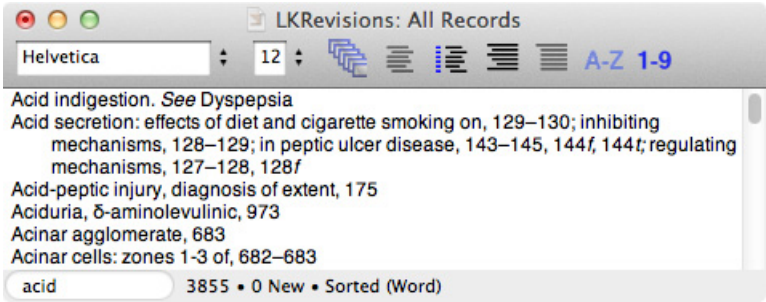 LKRevisions: All Records
Helvetica 12 A-Z 1-9
Acid indigestion. See Dyspepsia
Acid secretion: effects of diet and cigarette smoking on, 129–130; inhibiting
mechanisms, 128–129; in peptic ulcer disease, 143–145, 144f, 144t; regulating
mechanisms, 127–128, 128f
Acid-peptic injury, diagnosis of extent, 175
Aciduria, δ-aminolevulinic, 973
Acinar agglomerate, 683
Acinar cells: zones 1-3 of, 682–683
acid 3855 • 0 New • Sorted (Word)